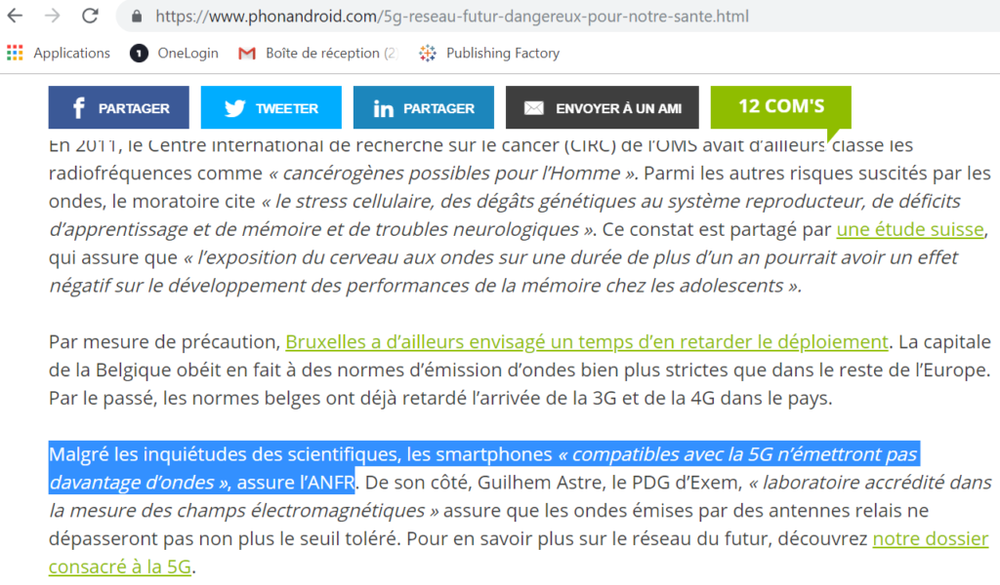 https://www.phonandroid.com/5g-reseau-futur-dangereux-pour-notre-sante.html
Applications OneLogin Boîte de réception (2 Publishing Factory
PARTAGER TWEETER PARTAGER ENVOYER À UN AMI 12 COM'S
En 2011, le Centre international de recherche sur le cancer (CIRC) de l'OMS avait d'ailleurs classé les
radiofréquences comme « cancérogènes possibles pour l'Homme ». Parmi les autres risques suscités par les
ondes, le moratoire cite « le stress cellulaire, des dégâts génétiques au système reproducteur, de déficits
d'apprentissage et de mémoire et de troubles neurologiques ». Ce constat est partagé par une étude suisse,
qui assure que « l'exposition du cerveau aux ondes sur une durée de plus d'un an pourrait avoir un effet
négatif sur le développement des performances de la mémoire chez les adolescents ».
Par mesure de précaution, Bruxelles a d'ailleurs envisagé un temps d'en retarder le déploiement. La capitale
de la Belgique obéit en fait à des normes d'émission d'ondes bien plus strictes que dans le reste de l'Europe.
Par le passé, les normes belges ont déjà retardé l'arrivée de la 3G et de la 4G dans le pays.
Malgré les inquiétudes des scientifiques, les smartphones « compatibles avec la 5G n'émettront pas
davantage d'ondes », assure l'ANFR. De son côté, Guilhem Astre, le PDG d'Exem, « laboratoire accrédité dans
la mesure des champs électromagnétiques » assure que les ondes émises par des antennes relais ne
dépasseront pas non plus le seuil toléré. Pour en savoir plus sur le réseau du futur, découvrez notre dossier
consacré à la 5G.